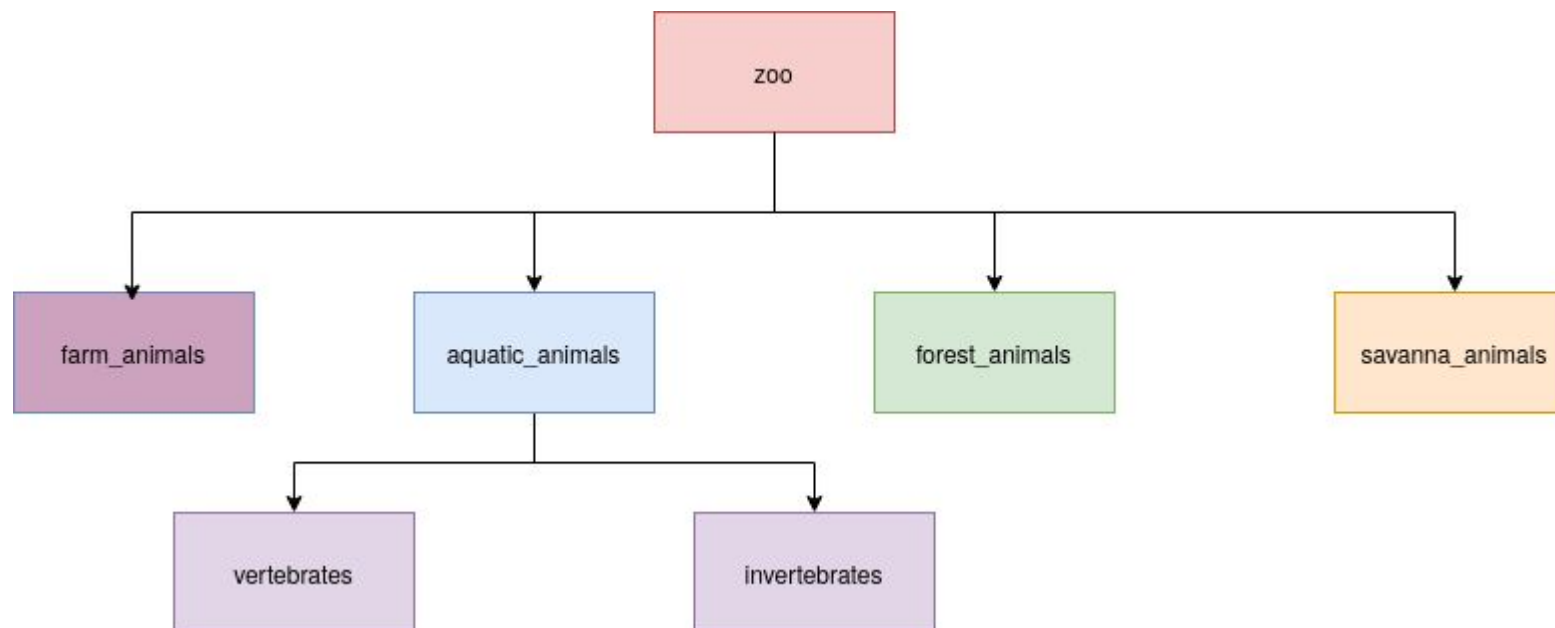 zoo
farm_animals
aquatic_animals
forest_animals
savanna_animals
vertebrates
invertebrates